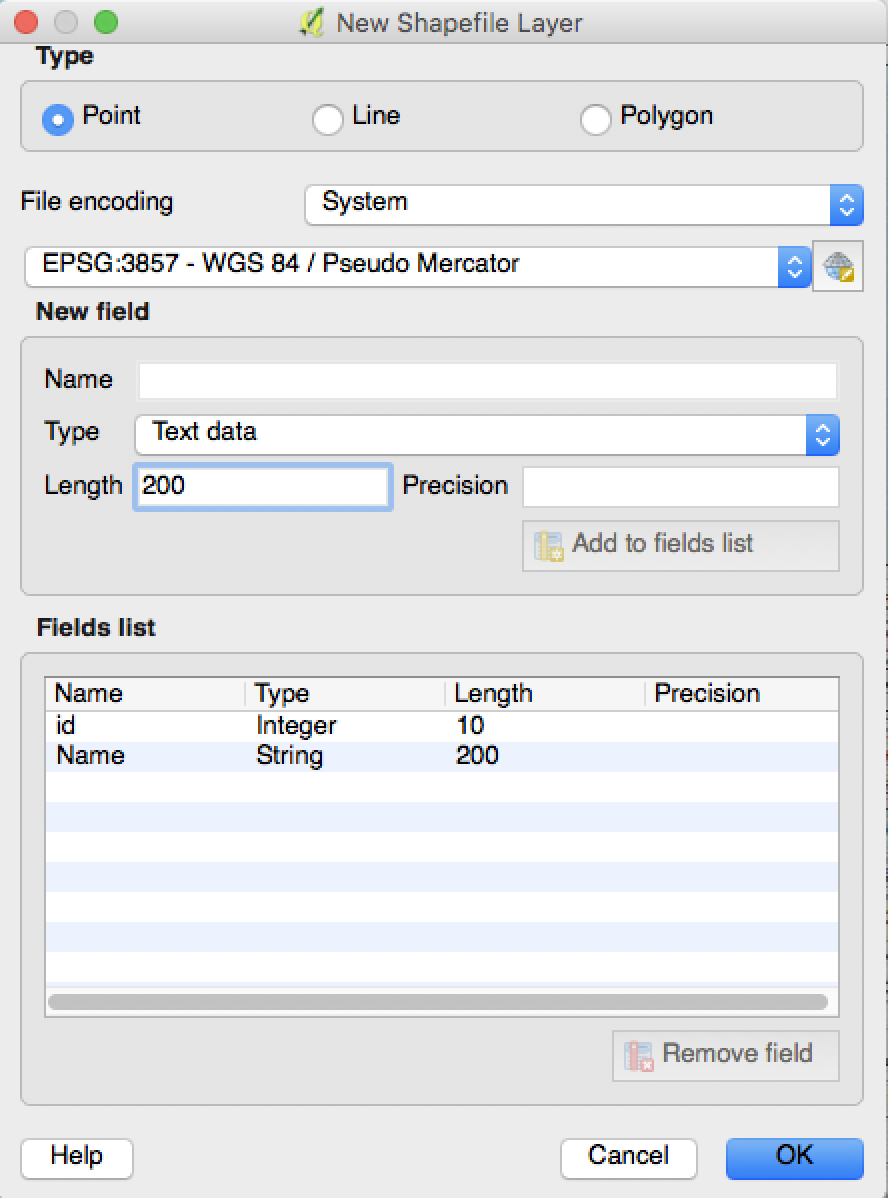 New Shapefile Layer
Type
Point Line Polygon
File encoding System
EPSG:3857 - WGS 84 / Pseudo Mercator
New field
Name
Type Text data
Length 200 Precision
Add to fields list
Fields list
Name Type Length Precision
id Integer 10
Name String 200
Remove field
Help Cancel OK